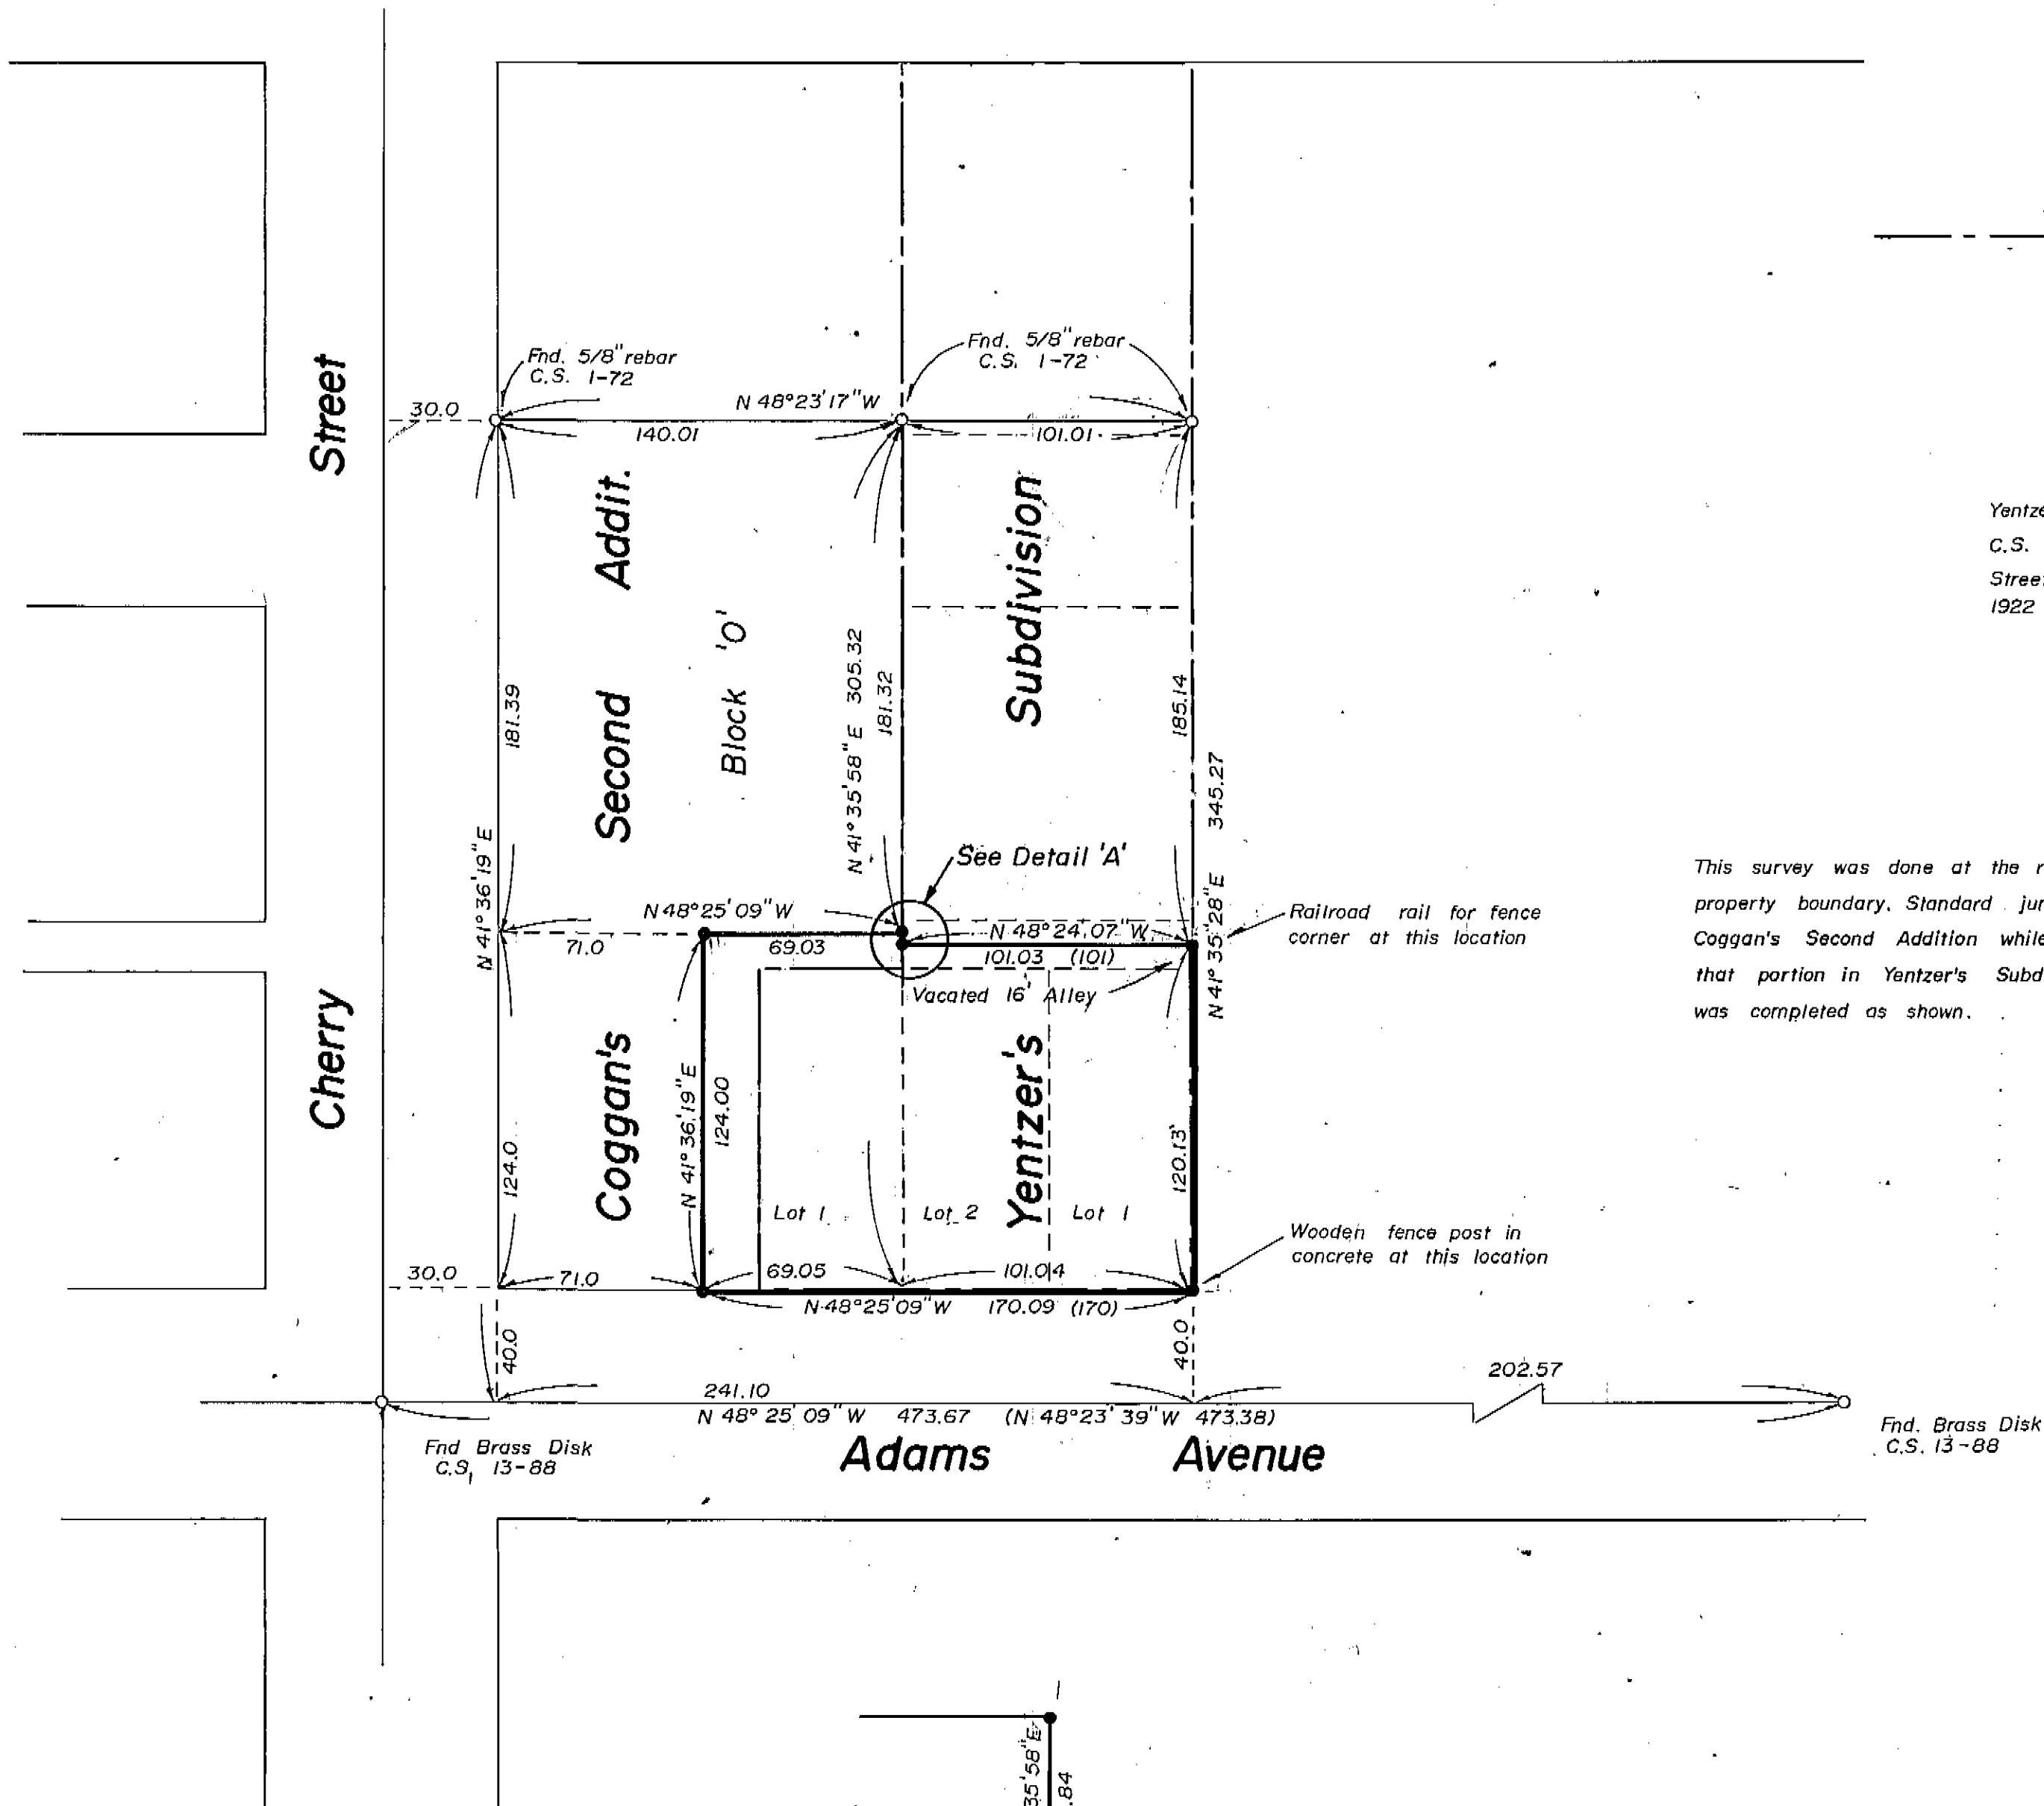 Fnd. 5/8" rebar
C.S. 1-72
Fnd. 5/8" rebar
C.S. 1-72
30.0
N 48°23'17"W
140.01
101.01
Street
Addit.
Subdivision
Yentze
C.S.
Street
1922
Block 'O'
N 41°35'58"E 305.32
181.32
181.39
185.14
345.27
Second
N 41°36'19"E
See Detail 'A'
N 48°25'09"W
71.0
69.03
N 48°24'07"W
101.03 (101)
N 41°35'28"E
Railroad rail for fence
corner at this location
This survey was done at the r
property boundary. Standard jur
Coggan's Second Addition while
that portion in Yentzer's Subd
was completed as shown.
Vacated 16' Alley
Cherry
Coggan's
N 41°36'19"E
124.00
Yentzer's
124.0
120.13'
Lot 1
Lot 2
Lot 1
Wooden fence post in
concrete at this location
30.0
71.0
69.05
101.04
N 48°25'09"W 170.09 (170)
40.0
40.0
202.57
241.10
N 48°25'09"W 473.67 (N 48°23'39"W 473.38)
Fnd Brass Disk
C.S. 13-88
Adams Avenue
Fnd. Brass Disk
C.S. 13-88
35'58"E
.84